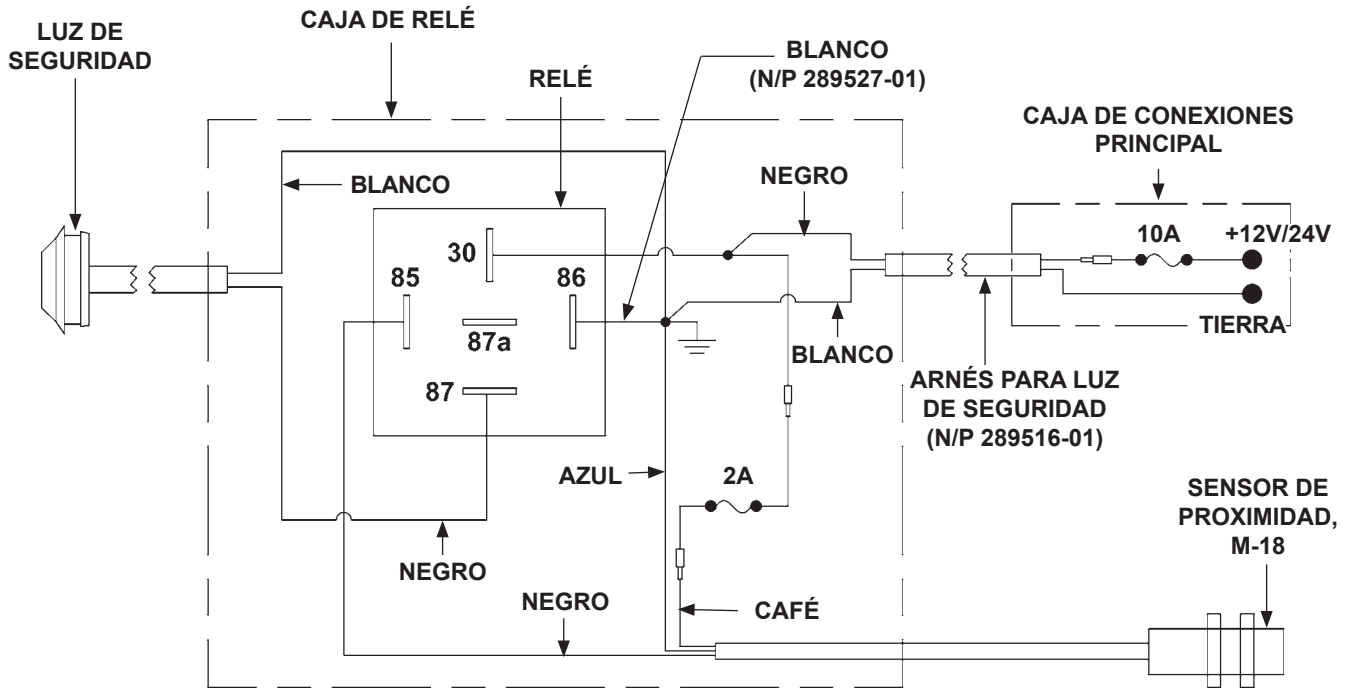 LUZ DE
SEGURIDAD
CAJA DE RELÉ
RELÉ
BLANCO
(N/P 289527-01)
CAJA DE CONEXIONES
PRINCIPAL
BLANCO
NEGRO
10A
+12V/24V
30
85
86
87a
TIERRA
BLANCO
87
ARNÉS PARA LUZ
DE SEGURIDAD
(N/P 289516-01)
AZUL
2A
SENSOR DE
PROXIMIDAD,
M-18
NEGRO
NEGRO
CAFÉ